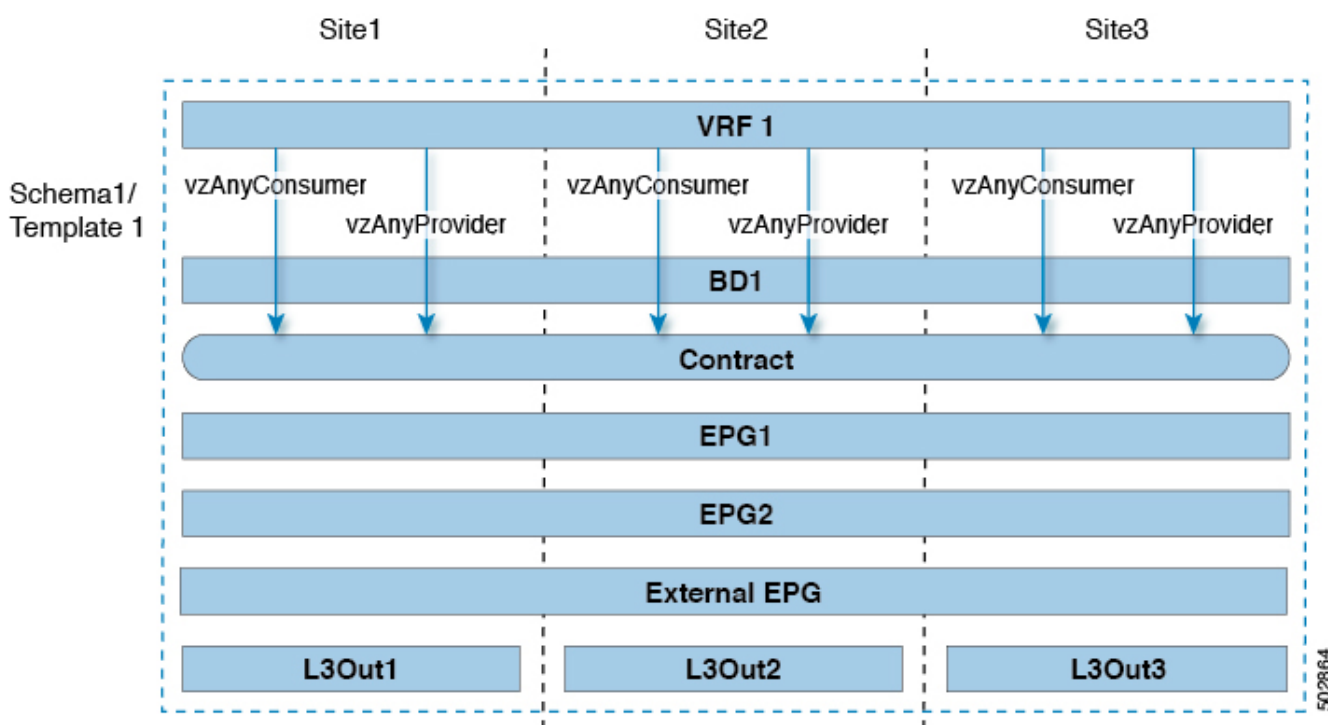 Site1
Site2
Site3
VRF 1
Schema1/
Template 1
vzAnyConsumer
vzAnyProvider
vzAnyConsumer
vzAnyProvider
vzAnyConsumer
vzAnyProvider
BD1
Contract
EPG1
EPG2
External EPG
L3Out1
L3Out2
L3Out3
502864